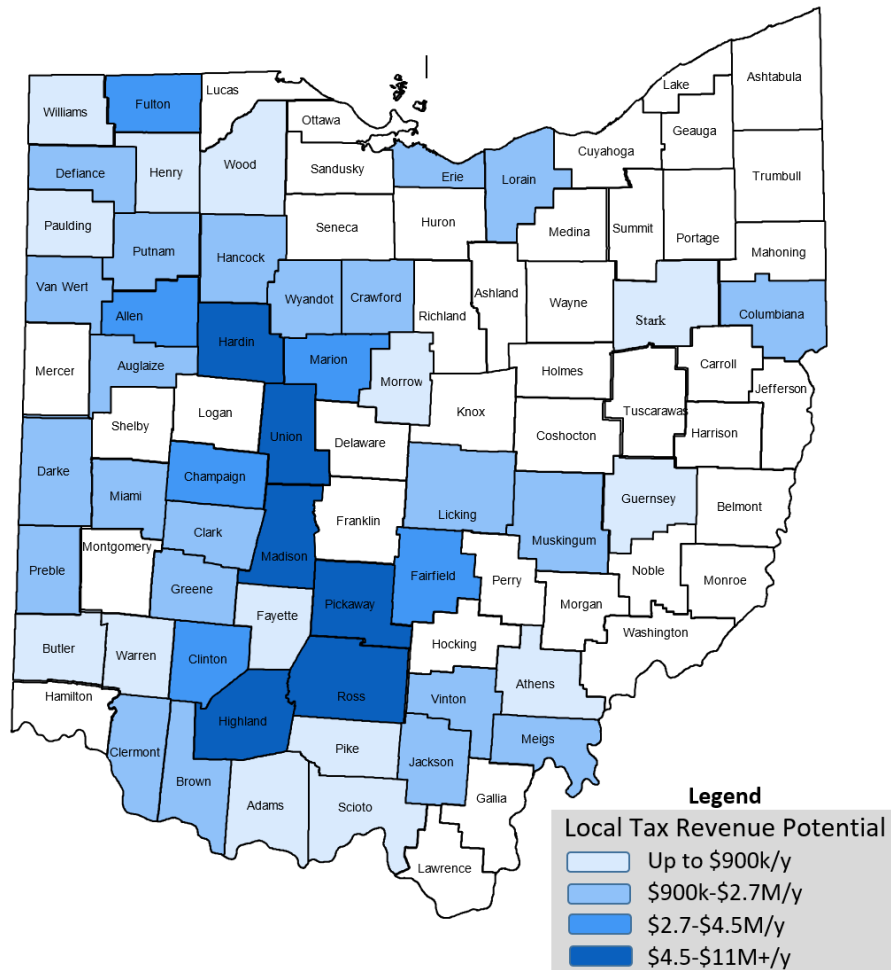 Ashtabula
Lake
Lucas
Geauga
Williams
Fulton
Ottawa
Cuyahoga
Wood
Sandusky
Trumbull
Defiance
Henry
Erie
Lorain
Paulding
Seneca
Huron
Medina
Summit
Portage
Mahoning
Putnam
Hancock
Van Wert
Wyandot
Crawford
Richland
Ashland
Wayne
Stark
Columbiana
Allen
Hardin
Marion
Mercer
Auglaize
Morrow
Holmes
Carroll
Jefferson
Shelby
Logan
Knox
Tuscarawas
Union
Delaware
Coshocton
Harrison
Darke
Champaign
Miami
Licking
Guernsey
Belmont
Franklin
Clark
Muskingum
Montgomery
Madison
Preble
Greene
Fairfield
Perry
Noble
Monroe
Pickaway
Fayette
Morgan
Washington
Butler
Warren
Clinton
Hocking
Hamilton
Ross
Vinton
Athens
Highland
Clermont
Pike
Jackson
Meigs
Brown
Adams
Scioto
Gallia
Lawrence
Legend
Local Tax Revenue Potential
Up to $900k/y
$900k-$2.7M/y
$2.7-$4.5M/y
$4.5-$11M+/y